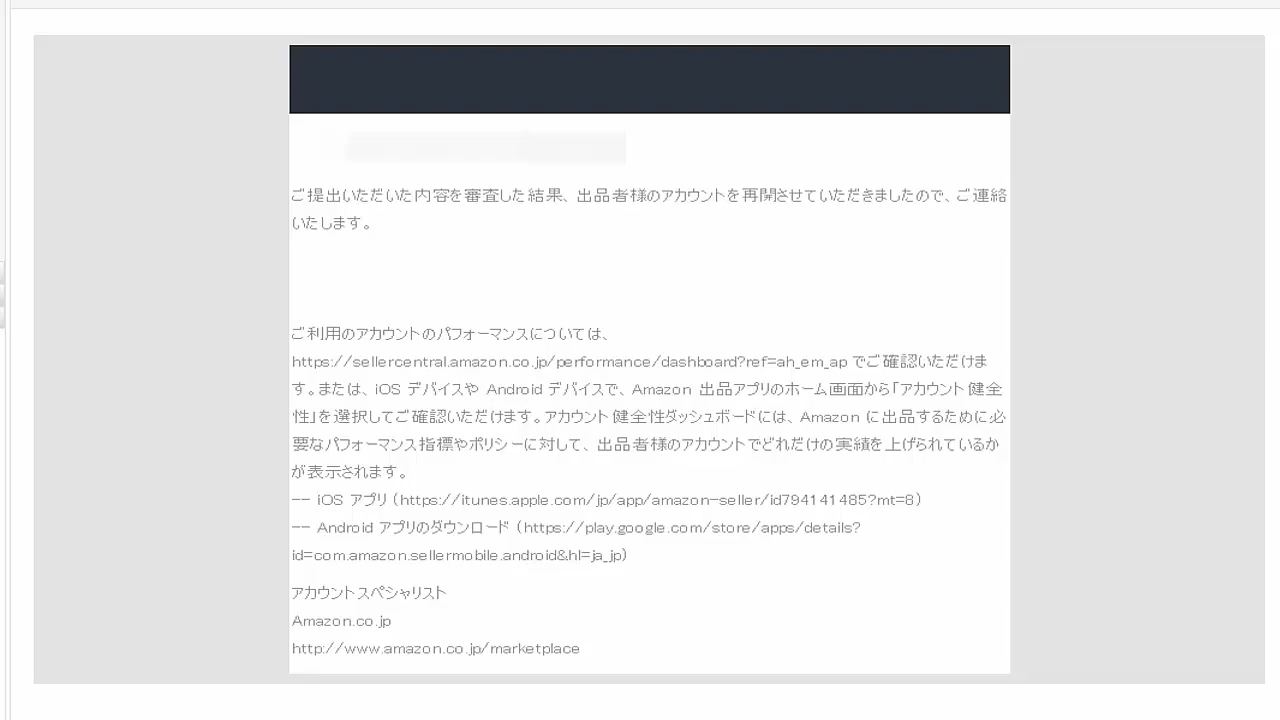 ご提出いただいた内容を審査した結果、出品者様のアカウントを再開させていただきましたので、ご連絡
いたします。
ご利用のアカウントのパフォーマンスについては、
https://sellercentral.amazon.co.jp/performance/dashboard?ref=ah_em_ap でご確認いただけま
す。または、iOS デバイスや Android デバイスで、Amazon 出品アプリのホーム画面から「アカウント健全
性」を選択してご確認いただけます。アカウント健全性ダッシュボードには、Amazon に出品するために必
要なパフォーマンス指標やポリシーに対して、出品者様のアカウントでどれだけの実績を上げられているか
が表示されます。
-- iOS アプリ (https://itunes.apple.com/jp/app/amazon-seller/id794141485?mt=8)
-- Android アプリのダウンロード (https://play.google.com/store/apps/details?
id=com.amazon.sellermobile.android&hl=ja_jp)
アカウントスペシャリスト
Amazon.co.jp
http://www.amazon.co.jp/marketplace